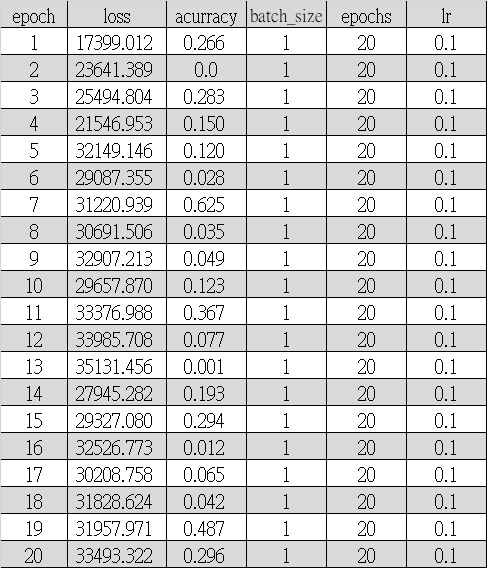 epoch loss acurracy batch_size epochs lr
1 17399.012 0.266 1 20 0.1
2 23641.389 0.0 1 20 0.1
3 25494.804 0.283 1 20 0.1
4 21546.953 0.150 1 20 0.1
5 32149.146 0.120 1 20 0.1
6 29087.355 0.028 1 20 0.1
7 31220.939 0.625 1 20 0.1
8 30691.506 0.035 1 20 0.1
9 32907.213 0.049 1 20 0.1
10 29657.870 0.123 1 20 0.1
11 33376.988 0.367 1 20 0.1
12 33985.708 0.077 1 20 0.1
13 35131.456 0.001 1 20 0.1
14 27945.282 0.193 1 20 0.1
15 29327.080 0.294 1 20 0.1
16 32526.773 0.012 1 20 0.1
17 30208.758 0.065 1 20 0.1
18 31828.624 0.042 1 20 0.1
19 31957.971 0.487 1 20 0.1
20 33493.322 0.296 1 20 0.1